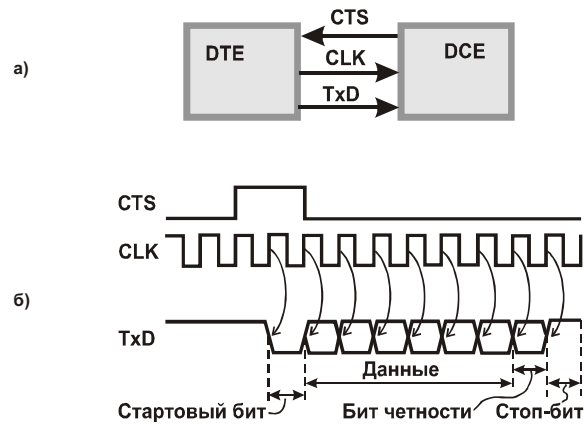 CTS
DTE
DCE
а)
CLK
TxD
CTS
CLK
б)
TxD
Данные
Стартовый бит
Бит четности
Стоп-бит